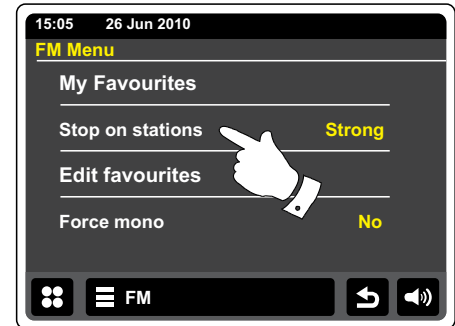 15:05 26 Jun 2010
FM Menu
My Favourites
Stop on stations Strong
Edit favourites
Force mono No
FM